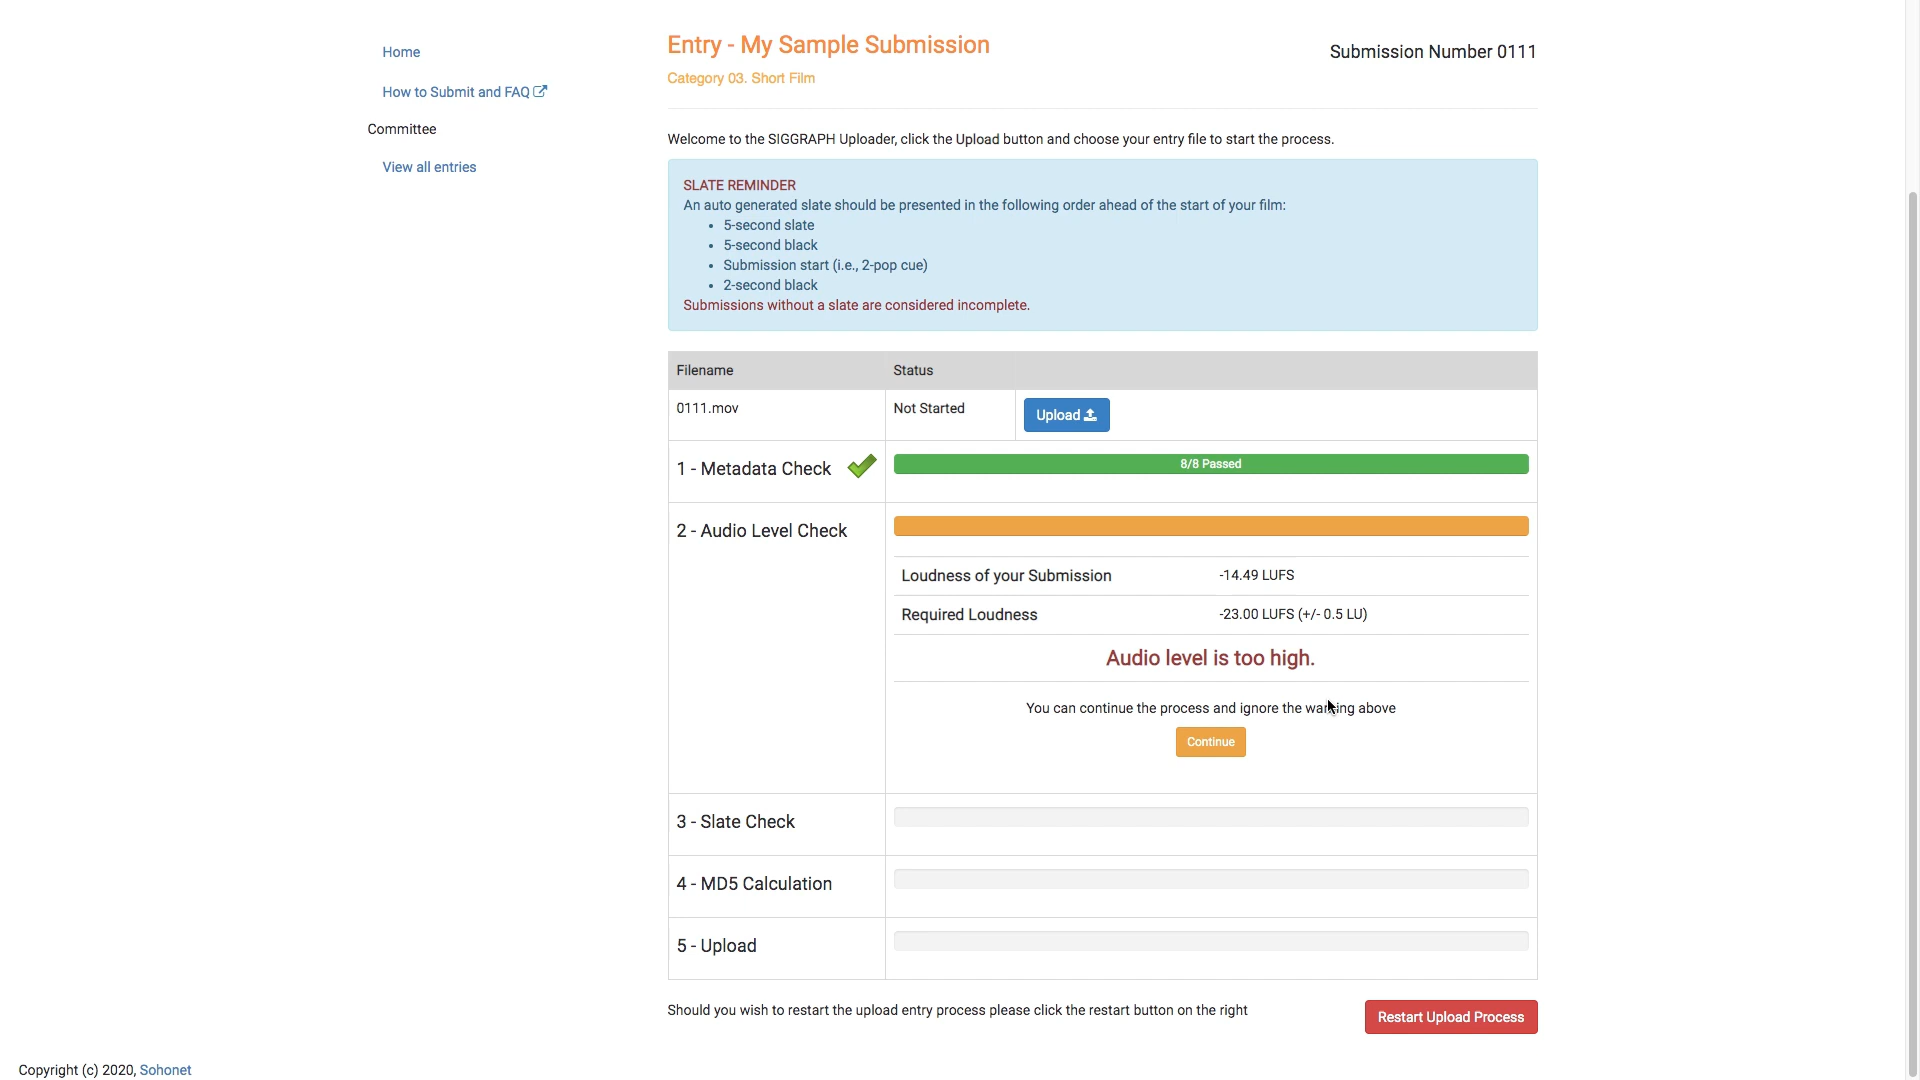 Home
How to Submit and FAQ
Committee
View all entries
Entry - My Sample Submission
Submission Number 0111
Category 03. Short Film
Welcome to the SIGGRAPH Uploader, click the Upload button and choose your entry file to start the process.
SLATE REMINDER
An auto generated slate should be presented in the following order ahead of the start of your film:
• 5-second slate
• 5-second black
• Submission start (i.e., 2-pop cue)
• 2-second black
Submissions without a slate are considered incomplete.
Filename Status
0111.mov Not Started Upload
1 - Metadata Check 8/8 Passed
2 - Audio Level Check
Loudness of your Submission -14.49 LUFS
Required Loudness -23.00 LUFS (+/- 0.5 LU)
Audio level is too high.
You can continue the process and ignore the warning above
Continue
3 - Slate Check
4 - MD5 Calculation
5 - Upload
Should you wish to restart the upload entry process please click the restart button on the right
Restart Upload Process
Copyright (c) 2020, Sohonet